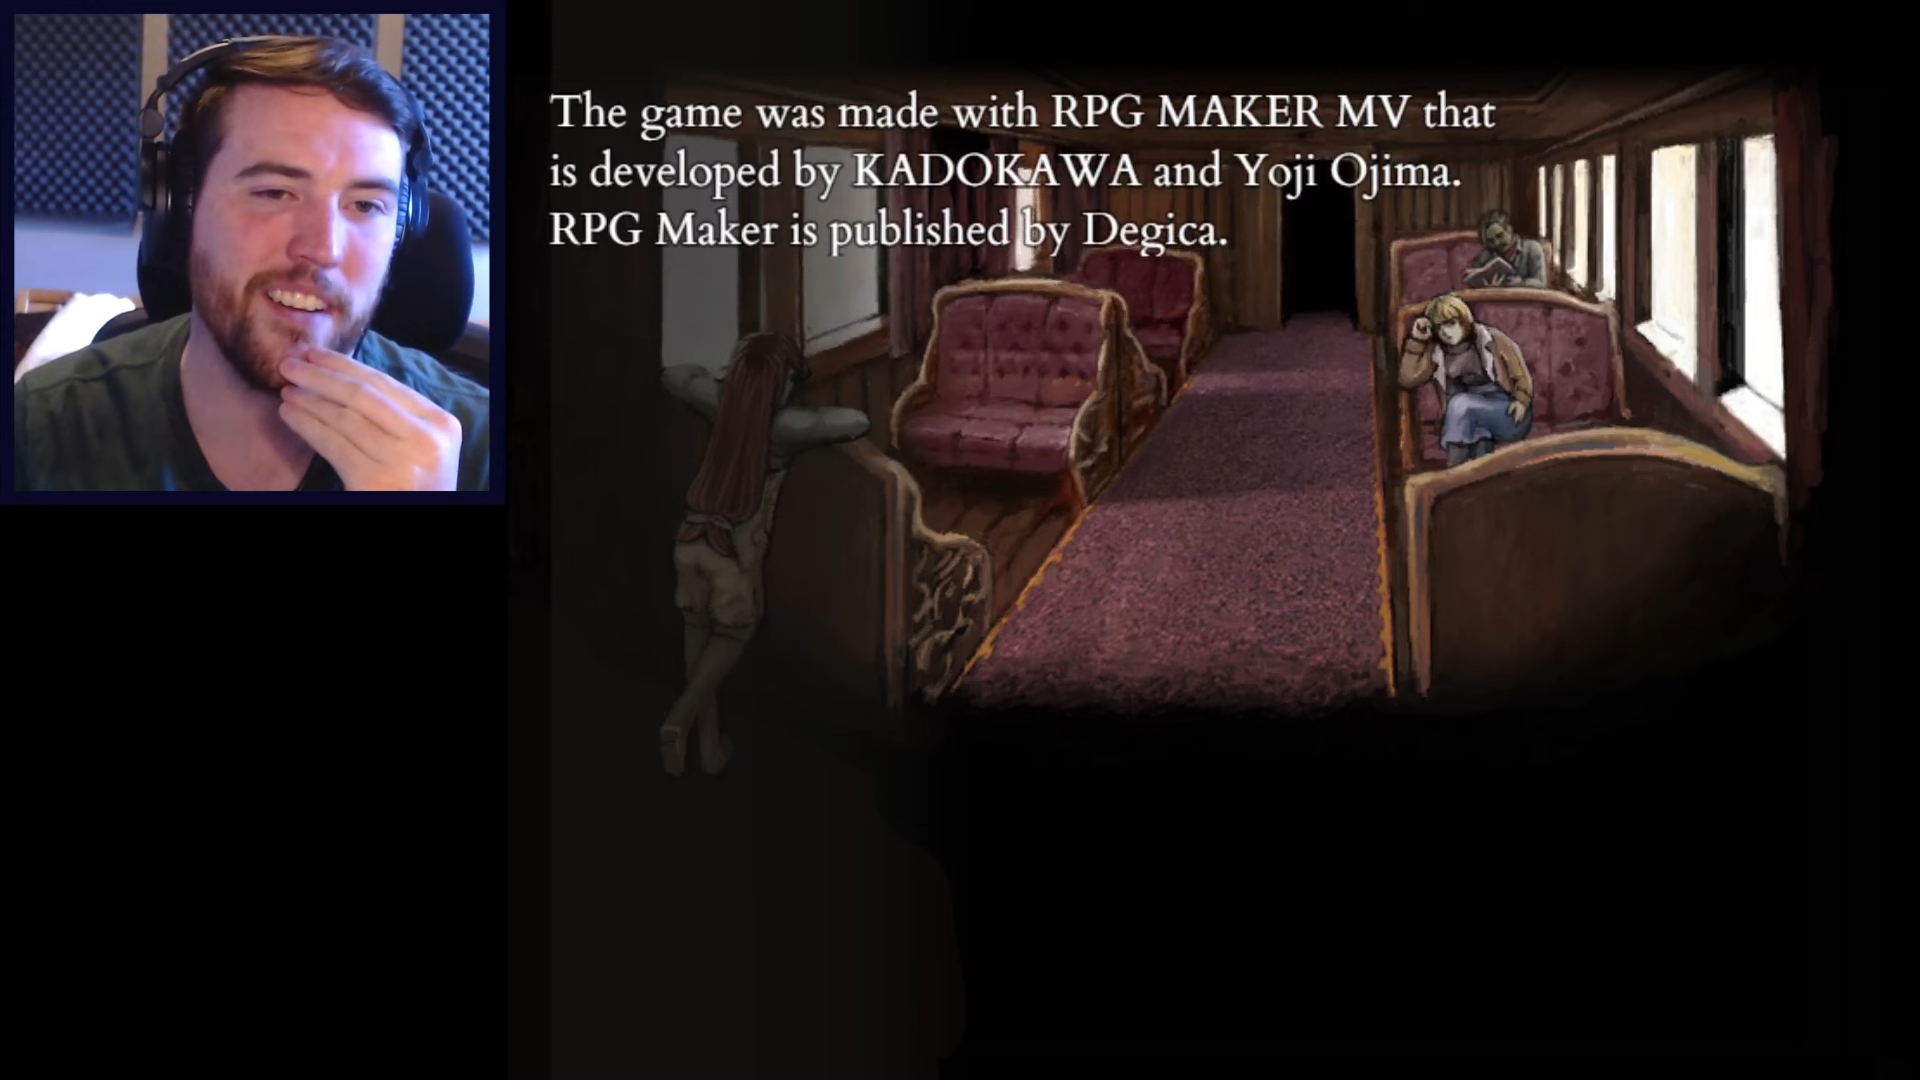 The game was made with RPG MAKER MV that
is developed by KADOKAWA and Yoji Ojima.
RPG Maker is published by Degica.